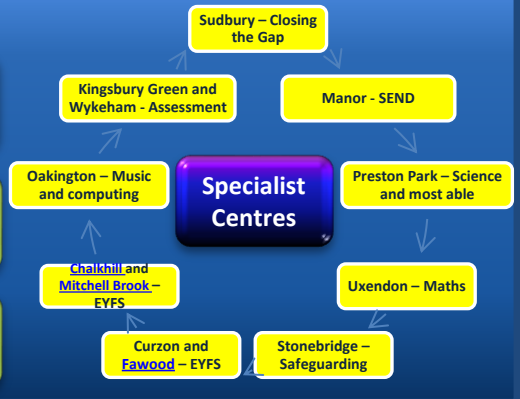 Sudbury – Closing
the Gap
Manor - SEND
Preston Park – Science
and most able
Uxendon – Maths
Stonebridge –
Safeguarding
Curzon and
Fawood – EYFS
Chalkhill and
Mitchell Brook –
EYFS
Oakington – Music
and computing
Kingsbury Green and
Wykeham - Assessment
Specialist
Centres